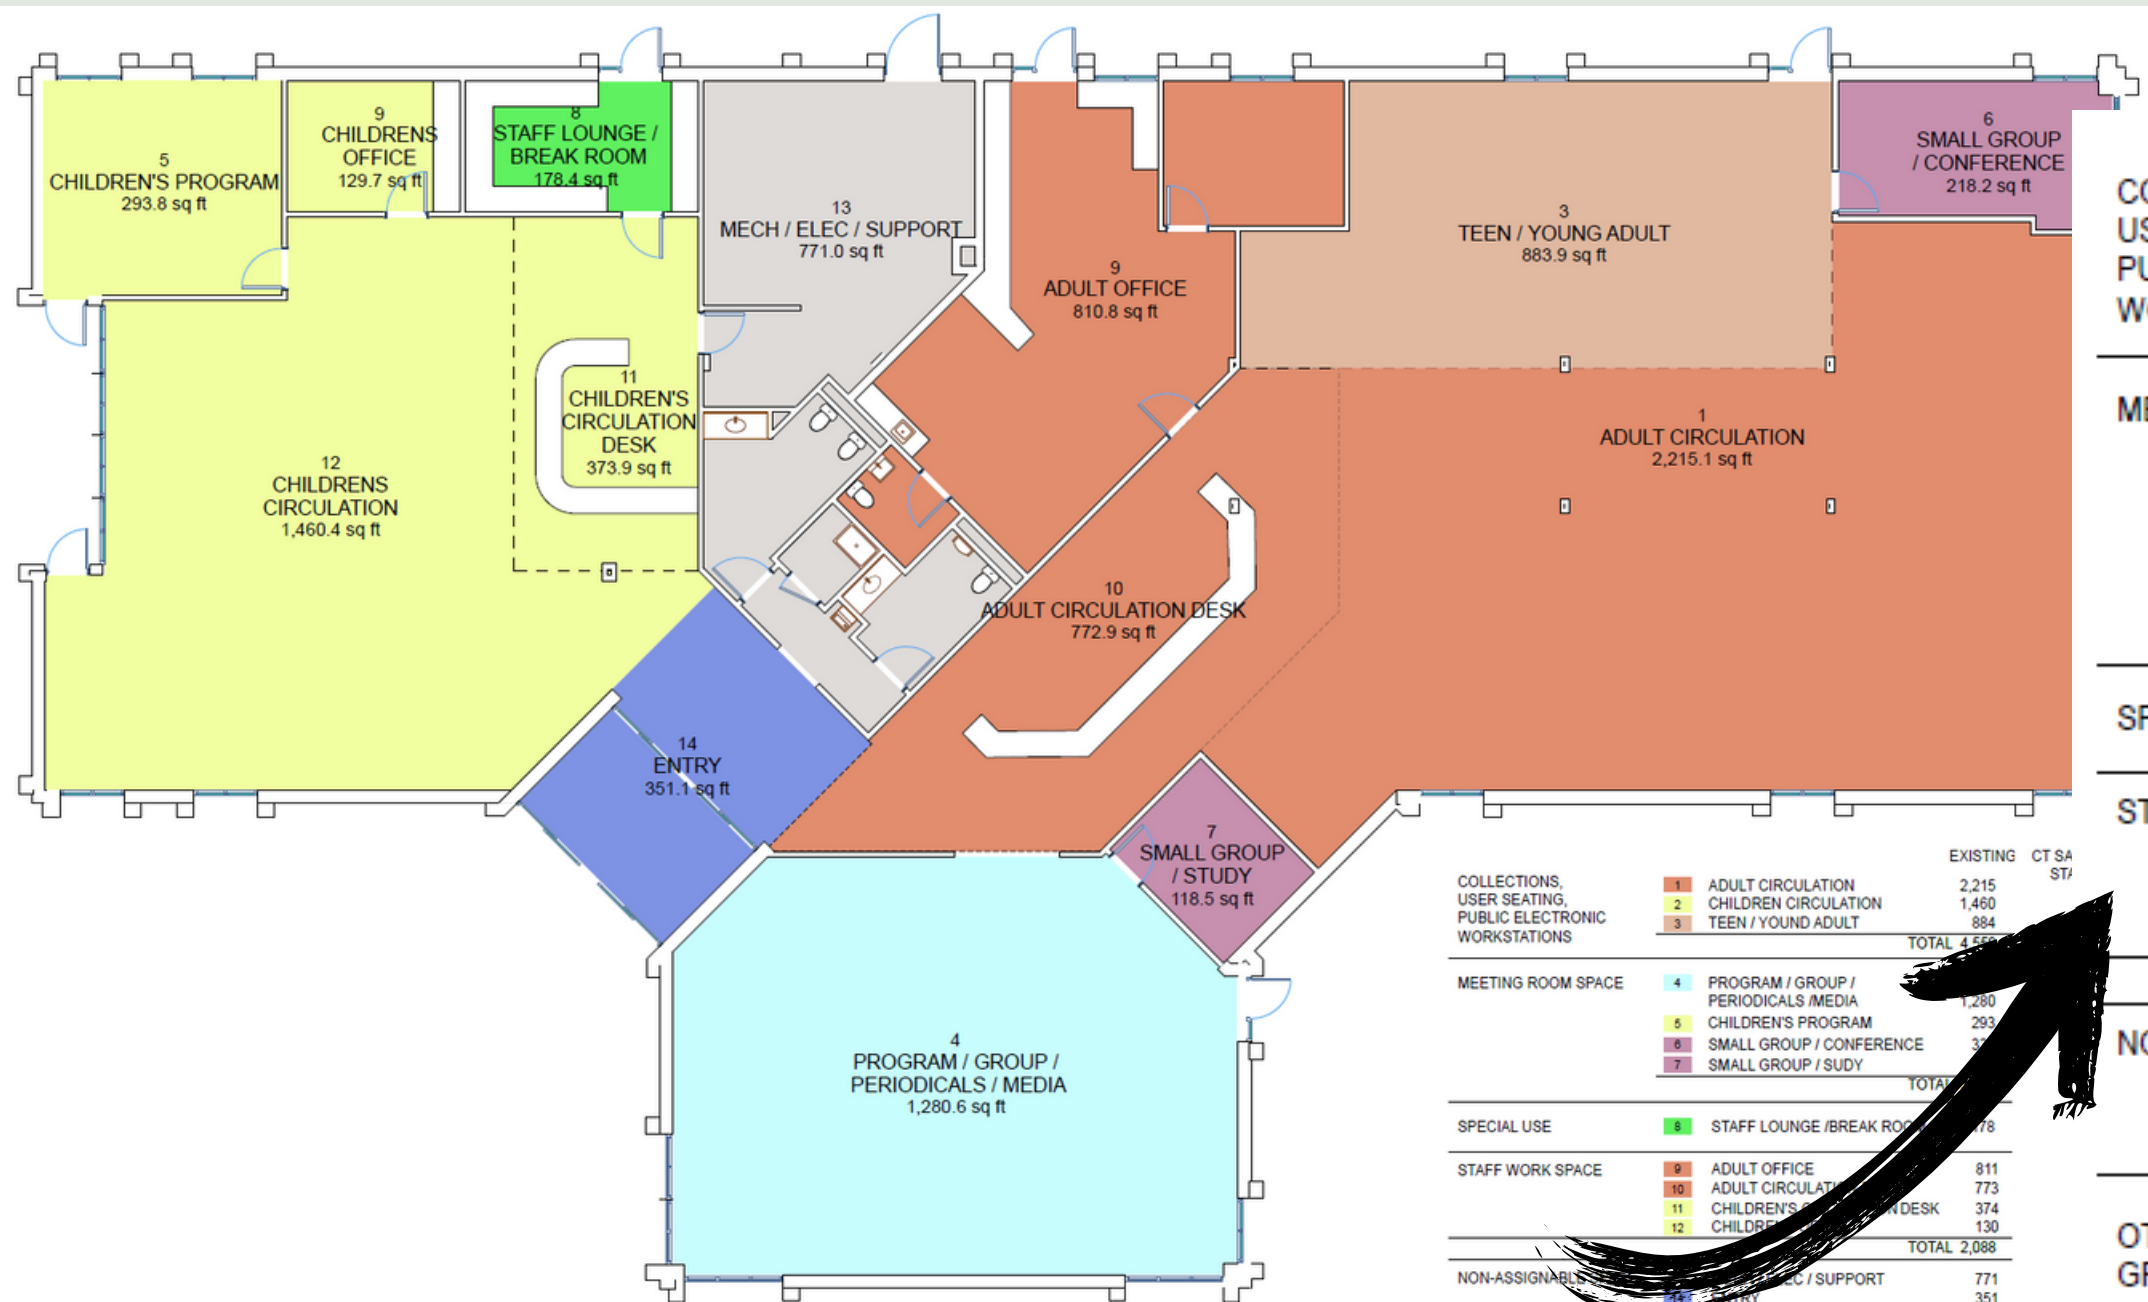 5
CHILDREN'S PROGRAM
293.8 sq ft
9
CHILDRENS
OFFICE
129.7 sq ft
8
STAFF LOUNGE /
BREAK ROOM
178.4 sq ft
13
MECH / ELEC / SUPPORT
771.0 sq ft
9
ADULT OFFICE
810.8 sq ft
3
TEEN / YOUNG ADULT
883.9 sq ft
6
SMALL GROUP
/ CONFERENCE
218.2 sq ft
11
CHILDREN'S
CIRCULATION
DESK
373.9 sq ft
12
CHILDRENS
CIRCULATION
1,460.4 sq ft
1
ADULT CIRCULATION
2,215.1 sq ft
10
ADULT CIRCULATION DESK
772.9 sq ft
14
ENTRY
351.1 sq ft
7
SMALL GROUP
/ STUDY
118.5 sq ft
4
PROGRAM / GROUP /
PERIODICALS / MEDIA
1,280.6 sq ft
EXISTING CT
COLLECTIONS,
USER SEATING,
PUBLIC ELECTRONIC
WORKSTATIONS
1 ADULT CIRCULATION 2,215
2 CHILDREN CIRCULATION 1,460
3 TEEN / YOUND ADULT 884
TOTAL
MEETING ROOM SPACE
4 PROGRAM / GROUP /
PERIODICALS /MEDIA 1,280
5 CHILDREN'S PROGRAM 293
6 SMALL GROUP / CONFERENCE
7 SMALL GROUP / SUDY
TOTAL
SPECIAL USE 8 STAFF LOUNGE /BREAK
STAFF WORK SPACE
9 ADULT OFFICE 811
10 ADULT 773
11 CHILDREN'S DESK 374
12 130
TOTAL 2,088
/ SUPPORT 771
351